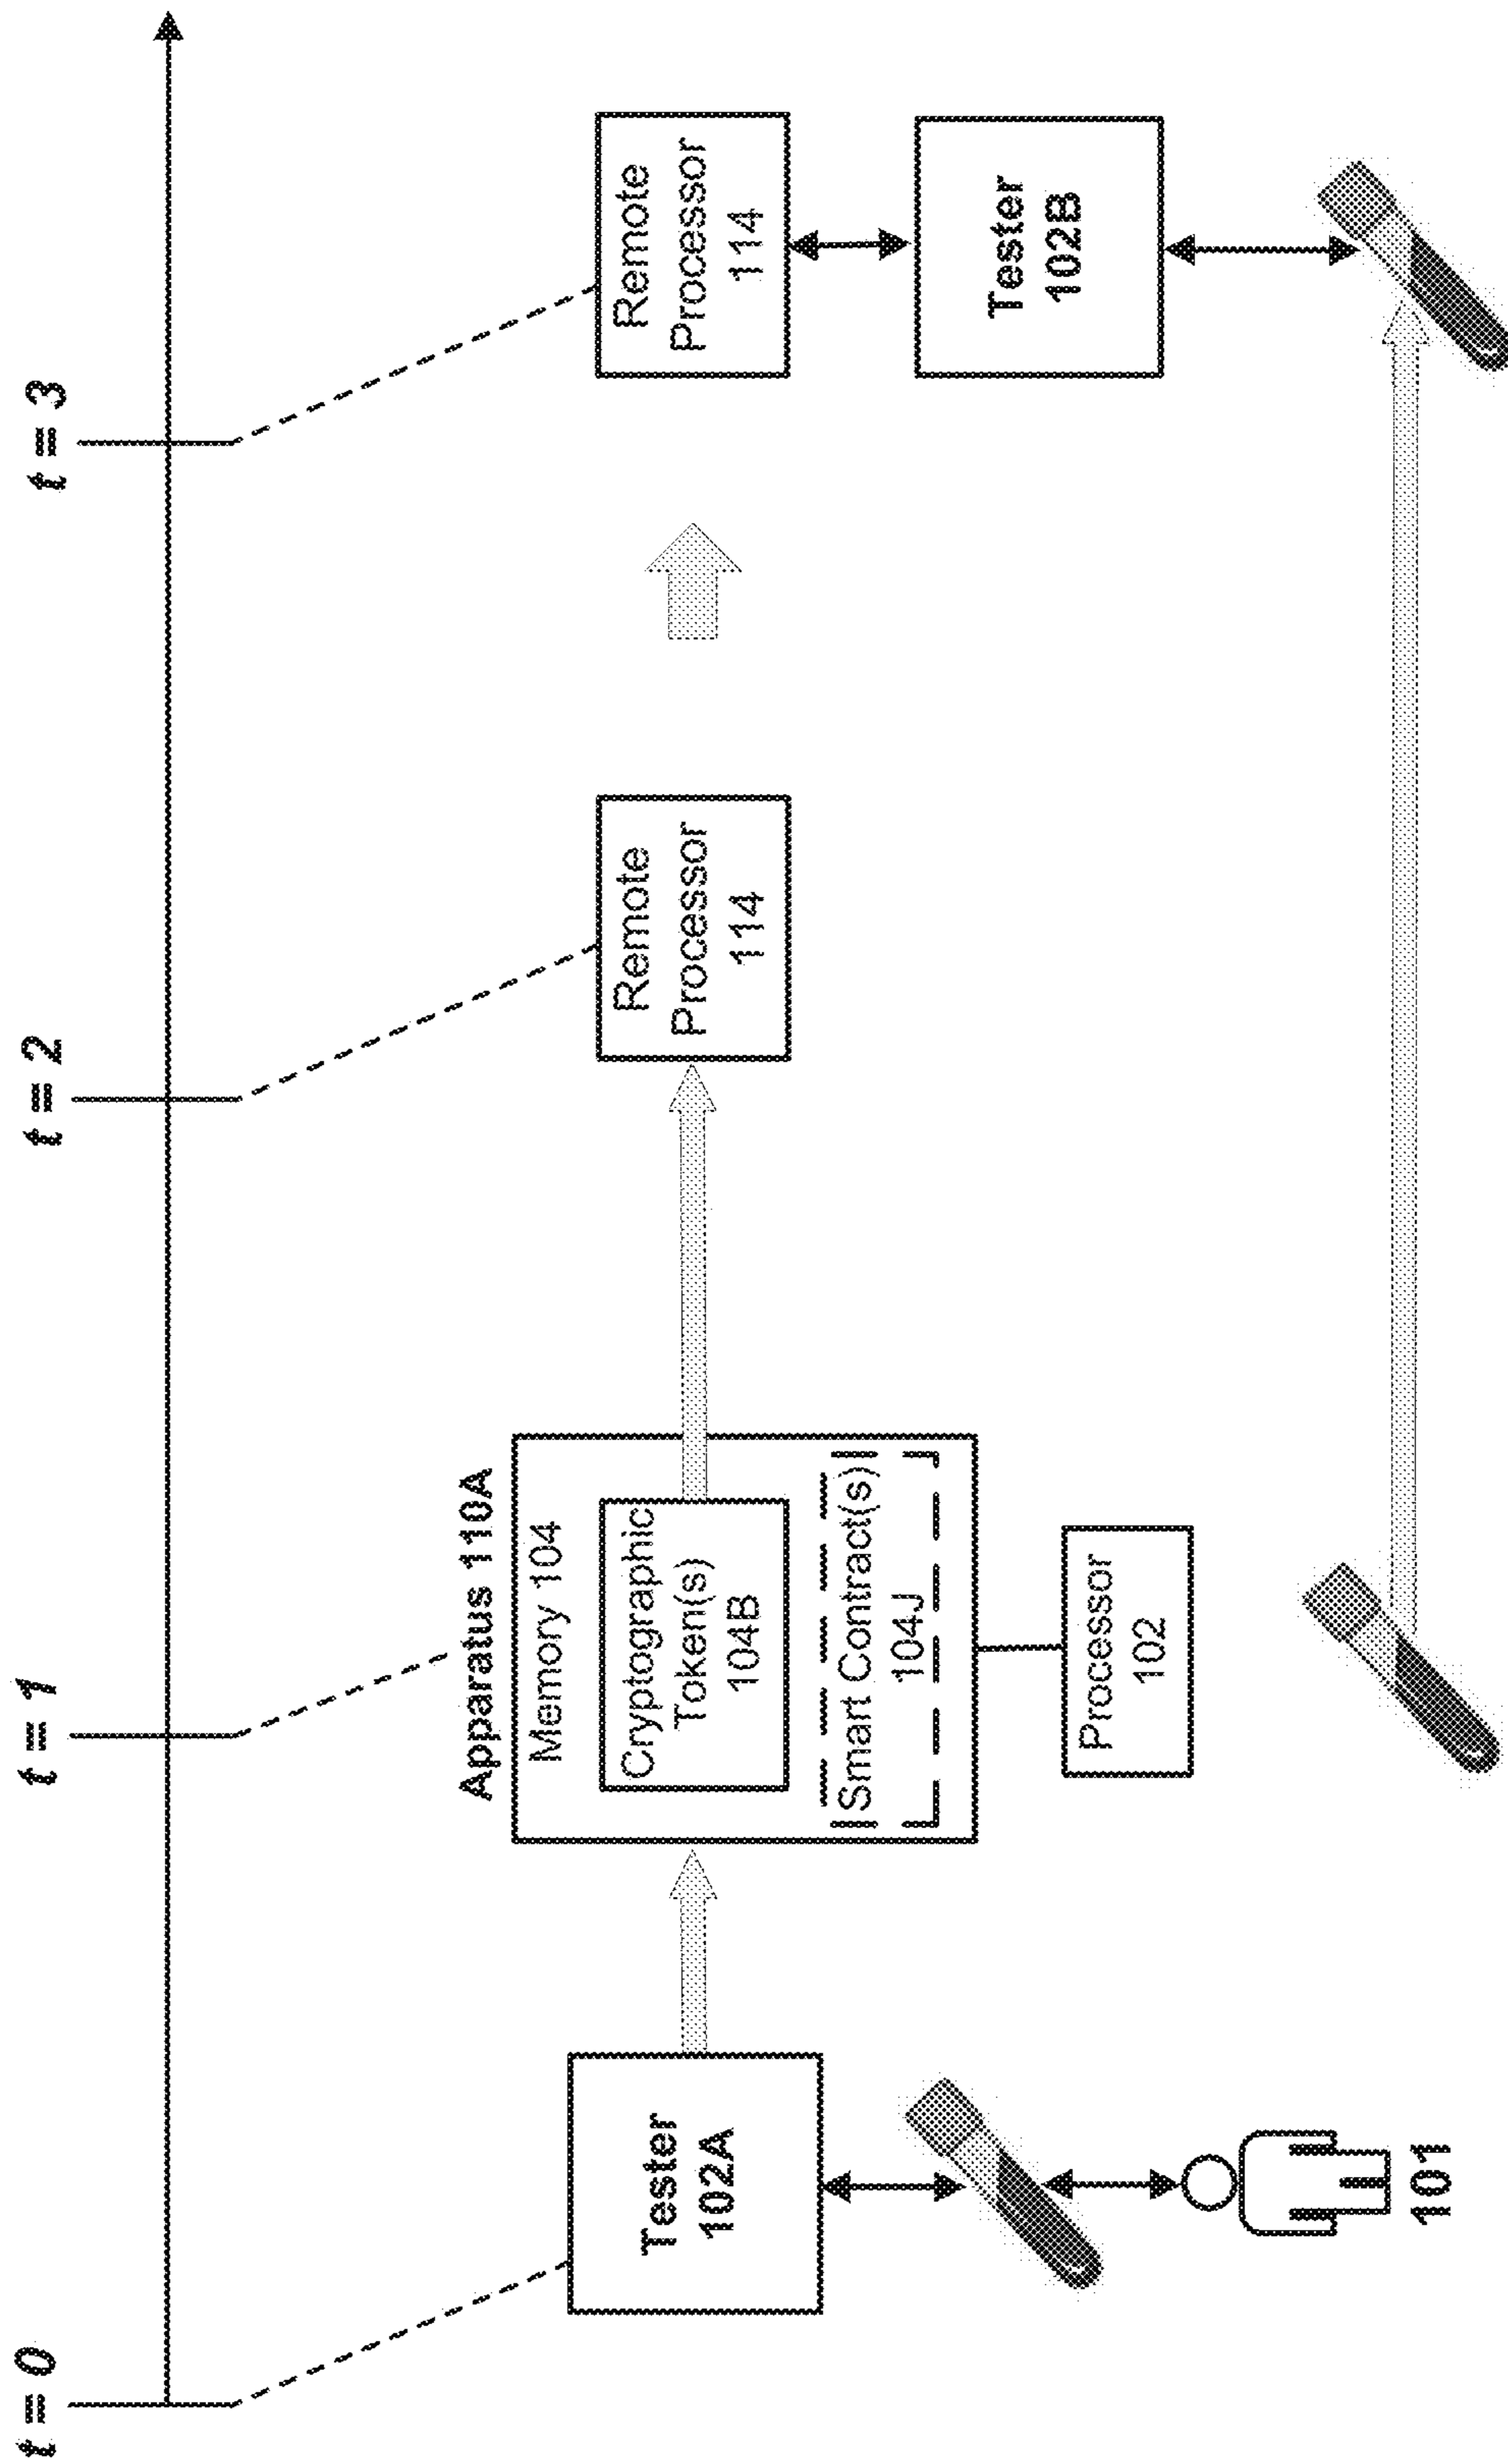 t = 0
t = 1
t = 2
t = 3
Tester
102A
101
Apparatus 110A
Memory 104
Cryptographic
Token(s)
104B
Smart Contract(s)
104J
Processor
102
Remote
Processor
114
Remote
Processor
114
Tester
102B